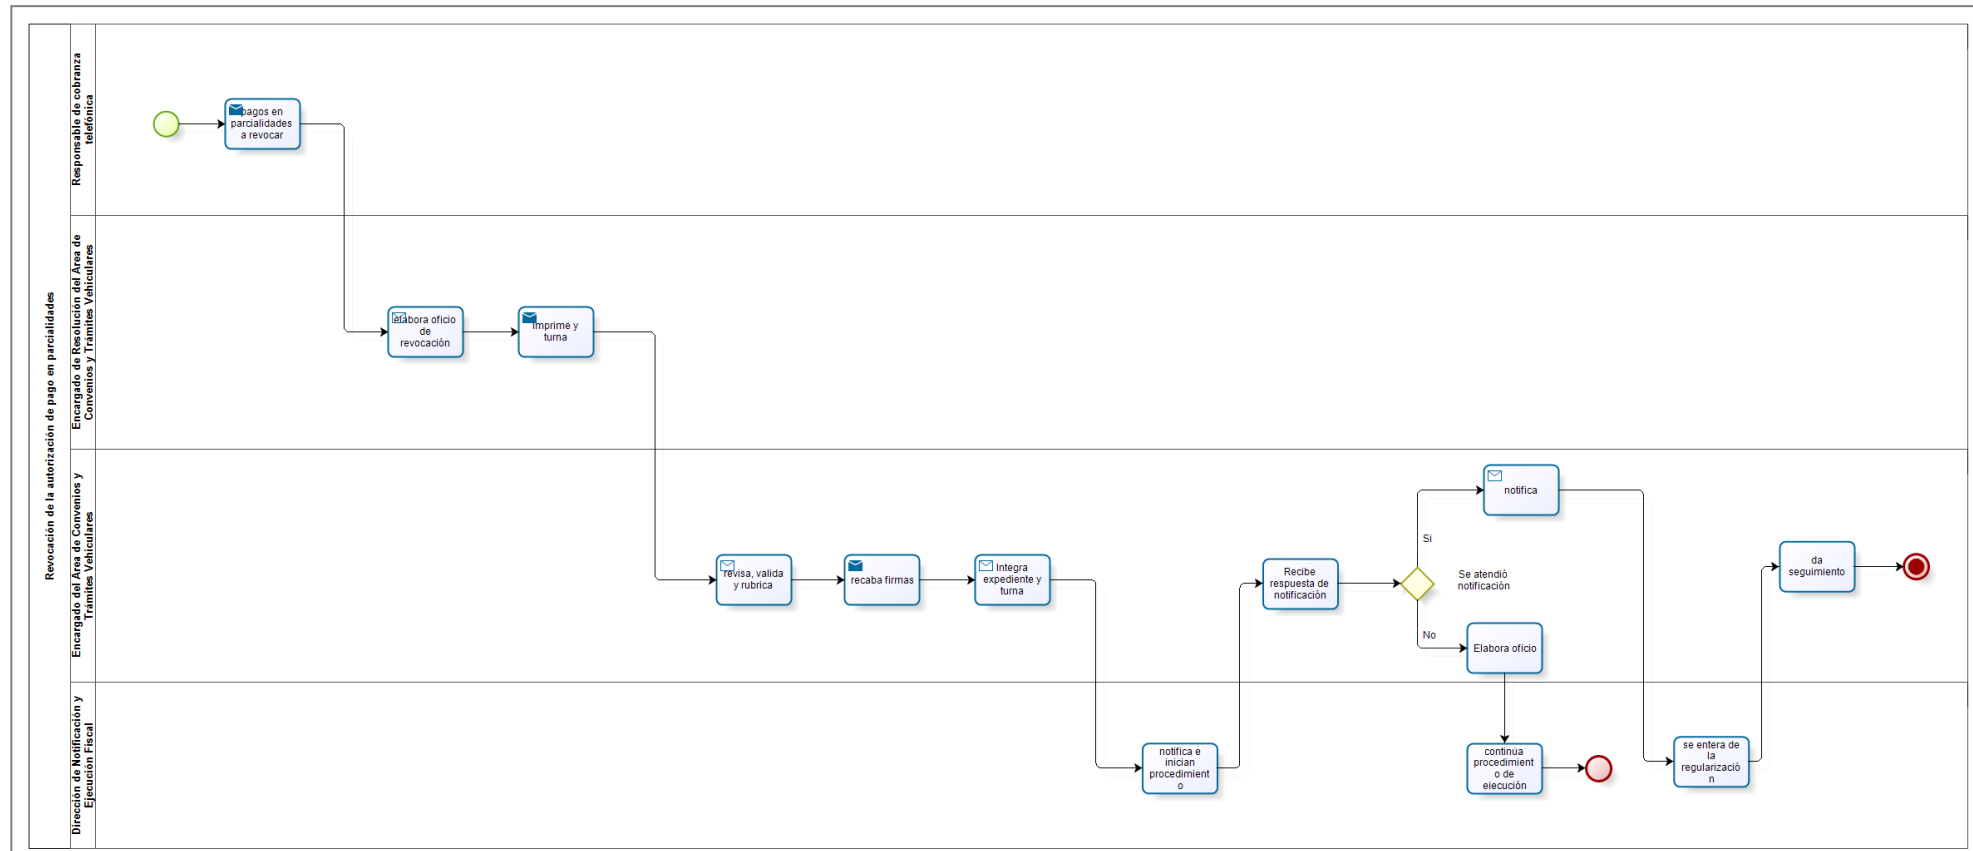 Revocación de la autorización de pago en parcialidades
Responsable de cobranza
telefónica
pagos en
parcialidades
a revocar
Encargado de Resolución del Área de
Convenios y Trámites Vehiculares
elabora oficio
de
revocación
Imprime y
turna
Encargado del Área de Convenios y
Trámites Vehiculares
revisa, valida
y rubrica
recaba firmas
Integra
expediente y
turna
Recibe
respuesta de
notificación
Si
Se atendió
notificación
No
notifica
Elabora oficio
da
seguimiento
Dirección de Notificación y
Ejecución Fiscal
notifica e
inician
procedimient
o
continúa
procedimient
o de
ejecución
se entera de
la
regularizació
n